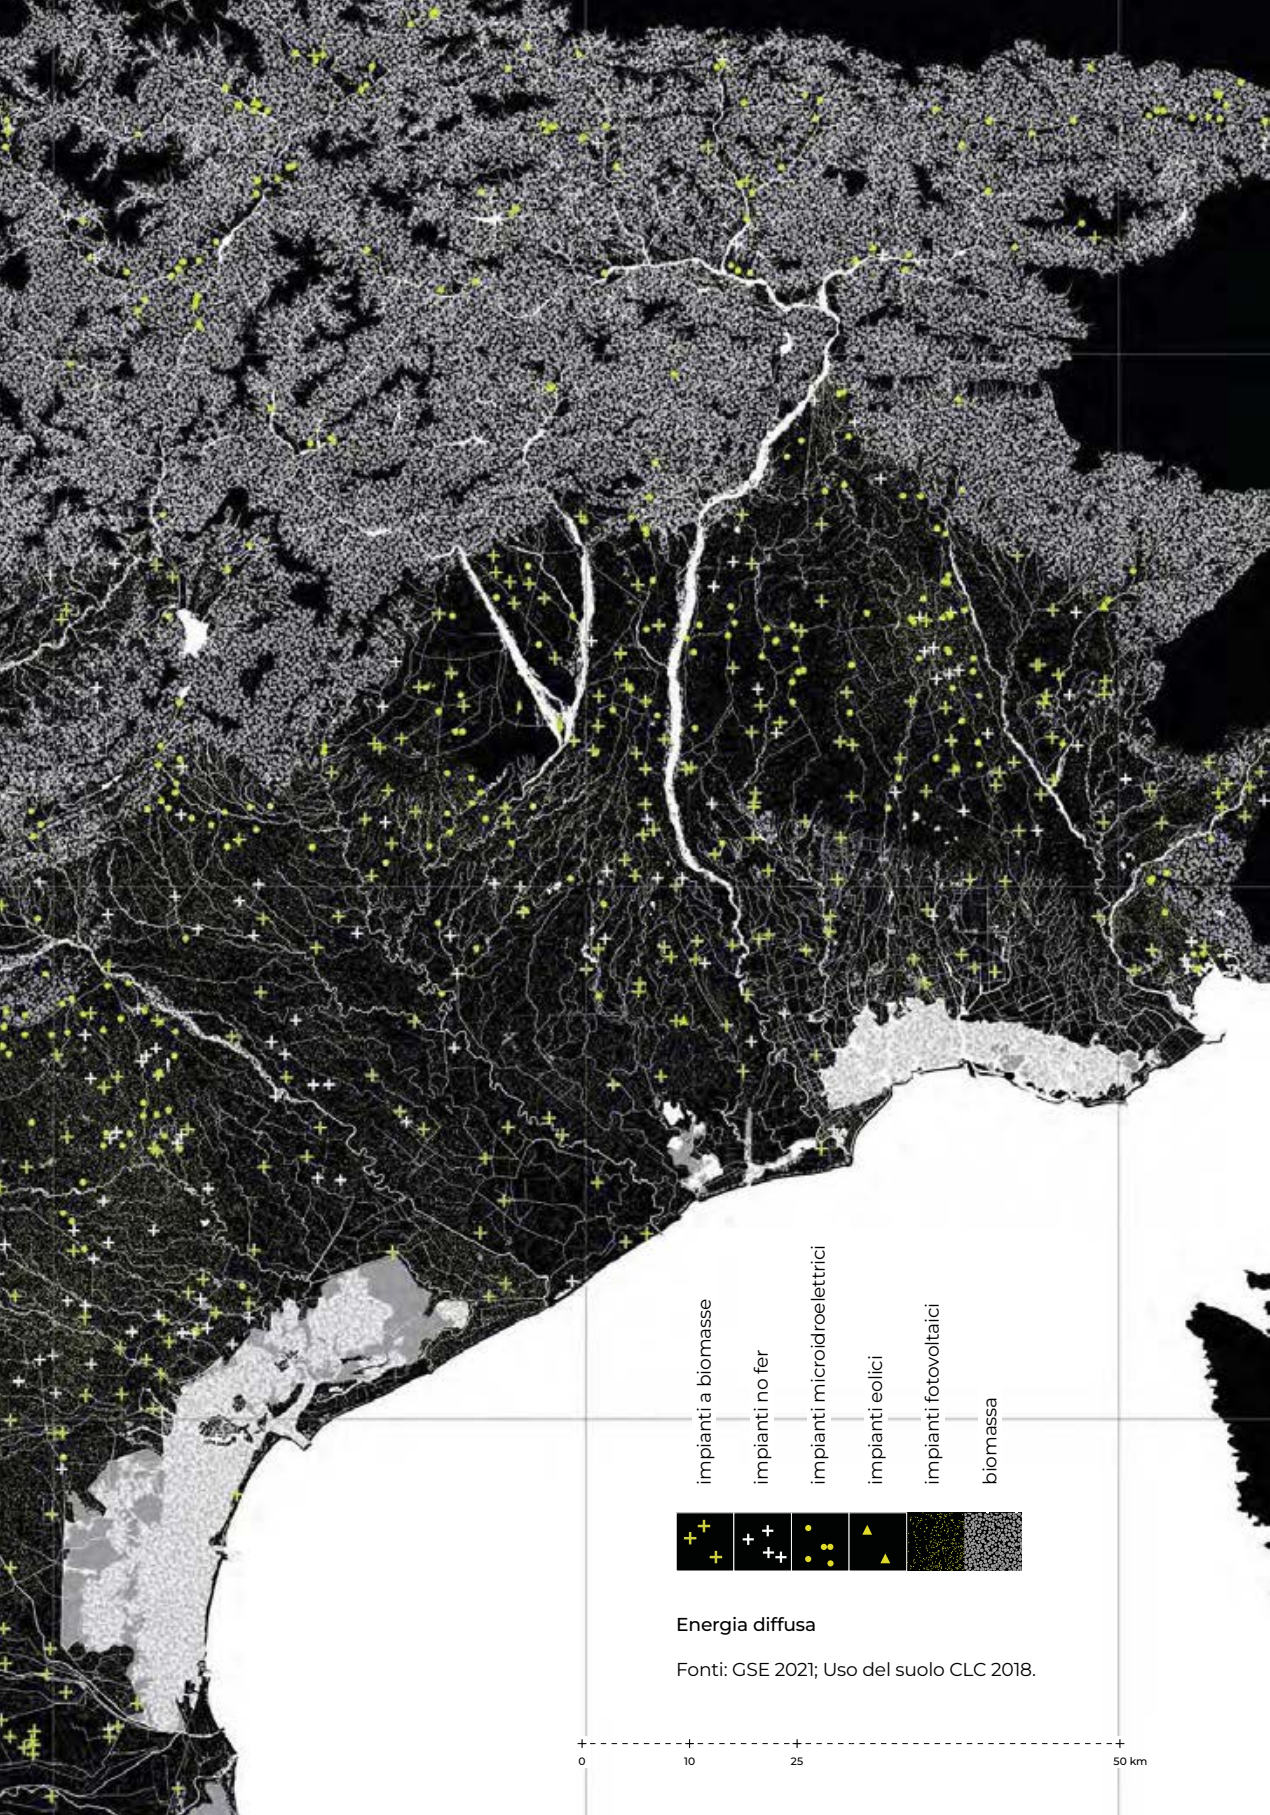 impianti a biomasse
impianti no fer
impianti microidroelettrici
impianti eolici
impianti fotovoltaici
biomassa
Energia diffusa
Fonti: GSE 2021; Uso del suolo CLC 2018.
0
10
25
50 km